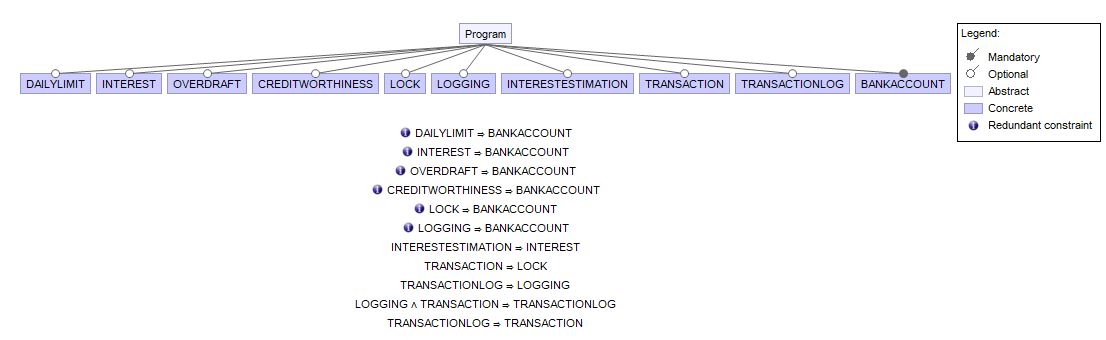 Program
DAILYLIMIT INTEREST OVERDRAFT CREDITWORTHINESS LOCK LOGGING INTERESTESTIMATION TRANSACTION TRANSACTIONLOG BANKACCOUNT
Legend:
Mandatory
Optional
Abstract
Concrete
Redundant constraint
DAILYLIMIT ⇒ BANKACCOUNT
INTEREST ⇒ BANKACCOUNT
OVERDRAFT ⇒ BANKACCOUNT
CREDITWORTHINESS ⇒ BANKACCOUNT
LOCK ⇒ BANKACCOUNT
LOGGING ⇒ BANKACCOUNT
INTERESTESTIMATION ⇒ INTEREST
TRANSACTION ⇒ LOCK
TRANSACTIONLOG ⇒ LOGGING
LOGGING ∧ TRANSACTION ⇒ TRANSACTIONLOG
TRANSACTIONLOG ⇒ TRANSACTION